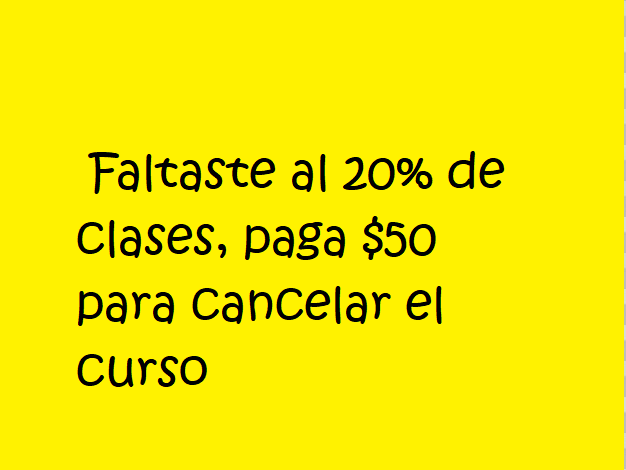 Faltaste al 20% de
clases, paga $50
para cancelar el
curso